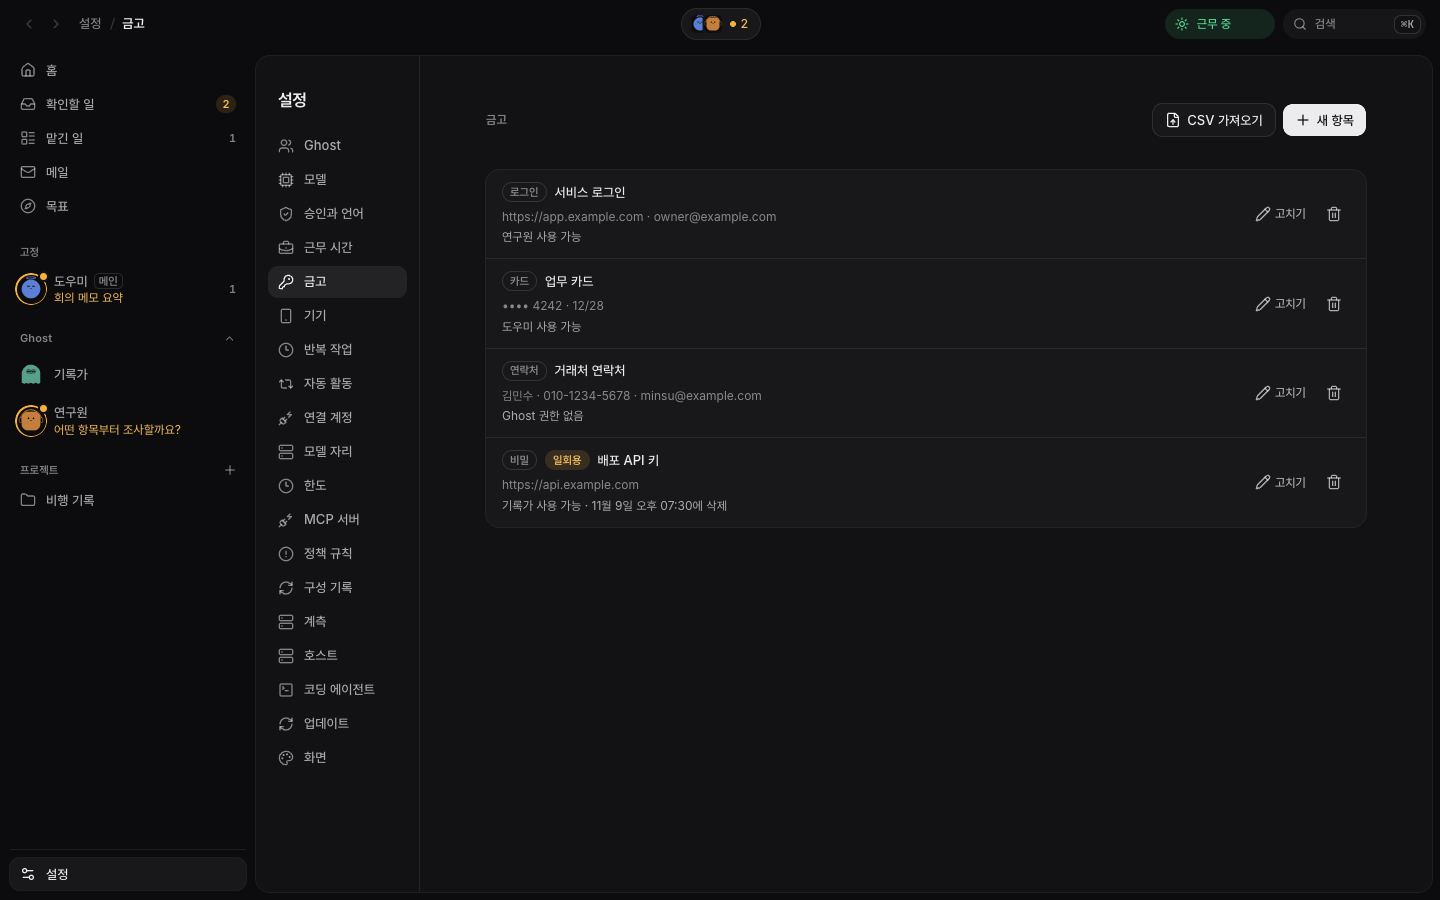 설정 / 금고
2
근무 중
검색
⌘K
홈
확인할 일
2
맡긴 일
1
메일
목표
고정
도우미 메인
회의 메모 요약
1
Ghost
기록가
연구원
어떤 항목부터 조사할까요?
프로젝트
비행 기록
설정
설정
Ghost
모델
승인과 언어
근무 시간
금고
기기
반복 작업
자동 활동
연결 계정
모델 자리
한도
MCP 서버
정책 규칙
구성 기록
계측
호스트
코딩 에이전트
업데이트
화면
금고
CSV 가져오기
새 항목
로그인 서비스 로그인
https://app.example.com · owner@example.com
연구원 사용 가능
고치기
카드 업무 카드
•••• 4242 · 12/28
도우미 사용 가능
고치기
연락처 거래처 연락처
김민수 · 010-1234-5678 · minsu@example.com
Ghost 권한 없음
고치기
비밀 일회용 배포 API 키
https://api.example.com
기록가 사용 가능 · 11월 9일 오후 07:30에 삭제
고치기